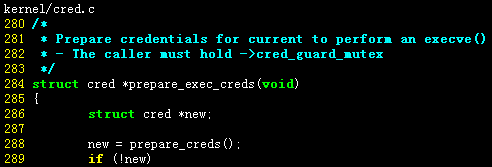 kernel/cred.c
280 /*
281  * Prepare credentials for current to perform an execve()
282  * - The caller must hold ->cred_guard_mutex
283  */
284 struct cred *prepare_exec_creds(void)
285 {
286         struct cred *new;
287
288         new = prepare_creds();
289         if (!new)